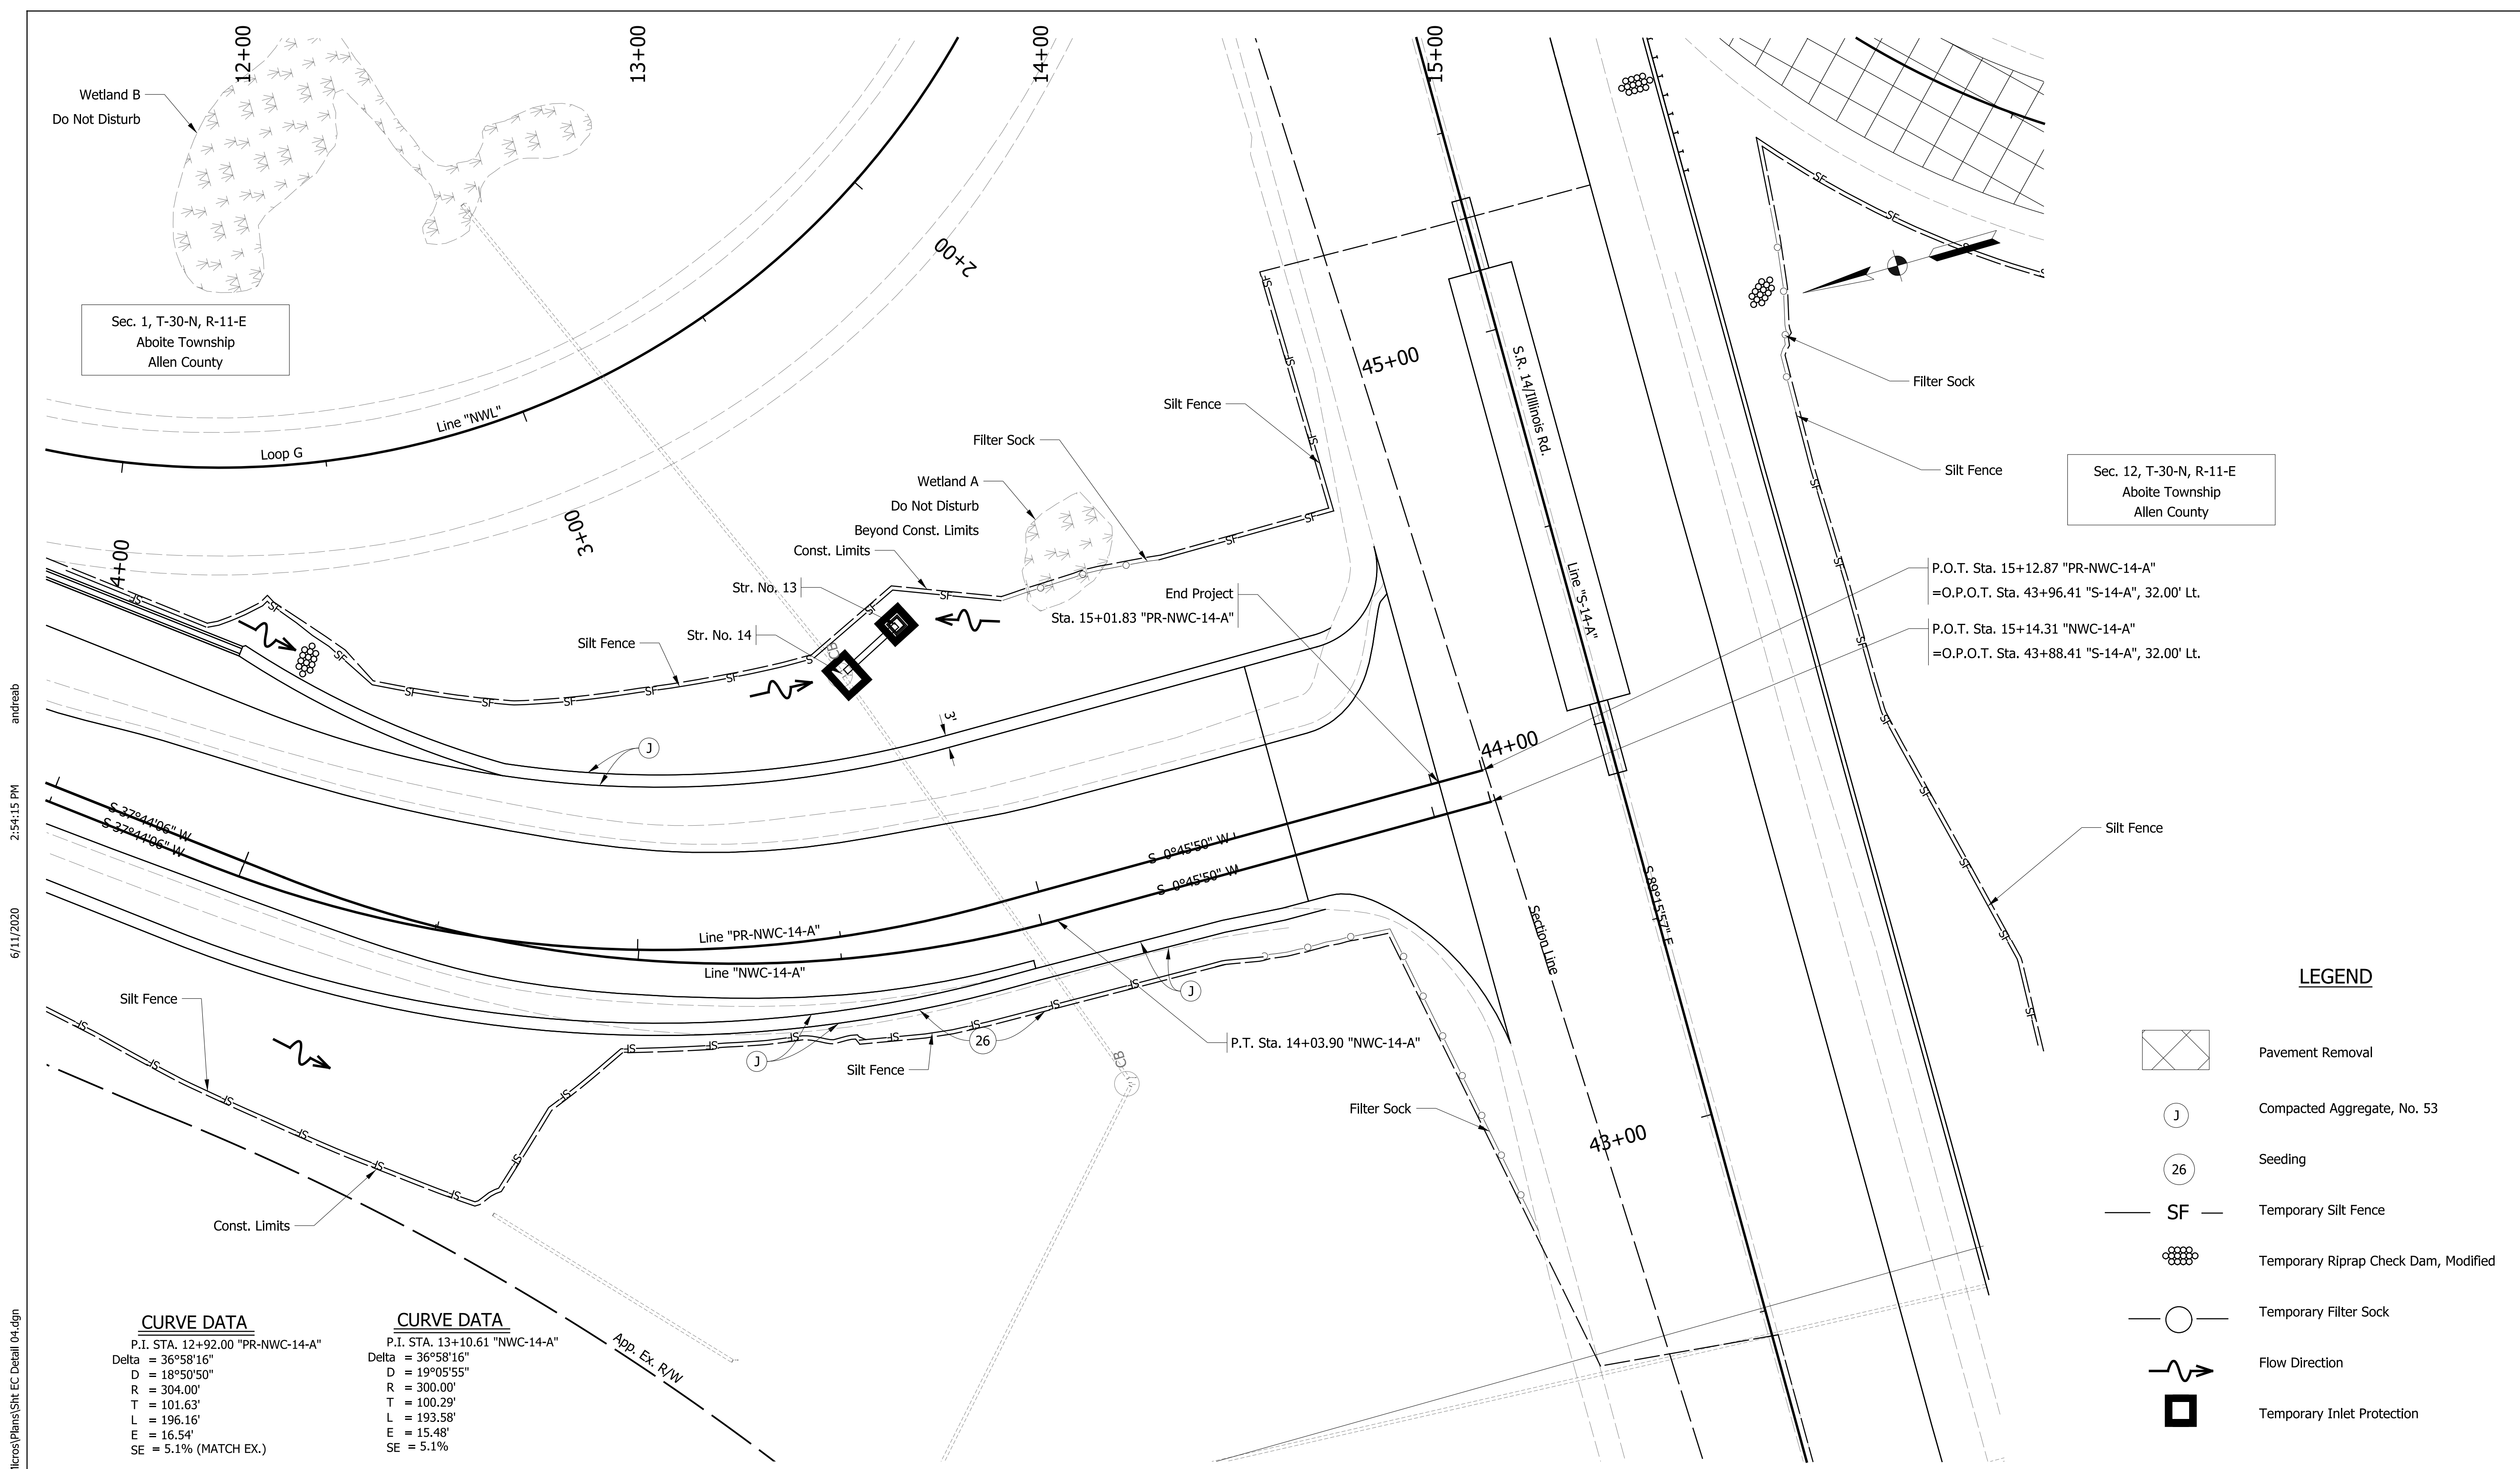 12+00
13+00
14+00
15+00
Wetland B
Do Not Disturb
2+00
Sec. 1, T-30-N, R-11-E
Aboite Township
Allen County
Line "NWL"
Loop G
3+00
4+00
45+00
S.R. 14/Illinois Rd.
Silt Fence
Filter Sock
Wetland A
Do Not Disturb
Beyond Const. Limits
Const. Limits
Str. No. 13
Str. No. 14
Silt Fence
End Project
Sta. 15+01.83 "PR-NWC-14-A"
Line "S-14-A"
Filter Sock
Silt Fence
Sec. 12, T-30-N, R-11-E
Aboite Township
Allen County
P.O.T. Sta. 15+12.87 "PR-NWC-14-A"
=O.P.O.T. Sta. 43+96.41 "S-14-A", 32.00' Lt.
P.O.T. Sta. 15+14.31 "NWC-14-A"
=O.P.O.T. Sta. 43+88.41 "S-14-A", 32.00' Lt.
CB
3'
J
44+00
S 37°44'06" W
S 37°44'06" W
S 0°45'50" W
S 0°45'50" W
S 89°15'57" E
Section Line
Silt Fence
Line "PR-NWC-14-A"
Line "NWC-14-A"
Silt Fence
J
J
26
Silt Fence
CB
P.T. Sta. 14+03.90 "NWC-14-A"
Filter Sock
43+00
Const. Limits
App. Ex. R/W
SF
LEGEND
Pavement Removal
J
Compacted Aggregate, No. 53
26
Seeding
SF
Temporary Silt Fence
Temporary Riprap Check Dam, Modified
Temporary Filter Sock
Flow Direction
Temporary Inlet Protection
CURVE DATA
P.I. STA. 12+92.00 "PR-NWC-14-A"
Delta = 36°58'16"
D = 18°50'50"
R = 304.00'
T = 101.63'
L = 196.16'
E = 16.54'
SE = 5.1% (MATCH EX.)
CURVE DATA
P.I. STA. 13+10.61 "NWC-14-A"
Delta = 36°58'16"
D = 19°05'55"
R = 300.00'
T = 100.29'
L = 193.58'
E = 15.48'
SE = 5.1%
andreab
2:54:15 PM
6/11/2020
\Plans\Sht EC Detail 04.dgn